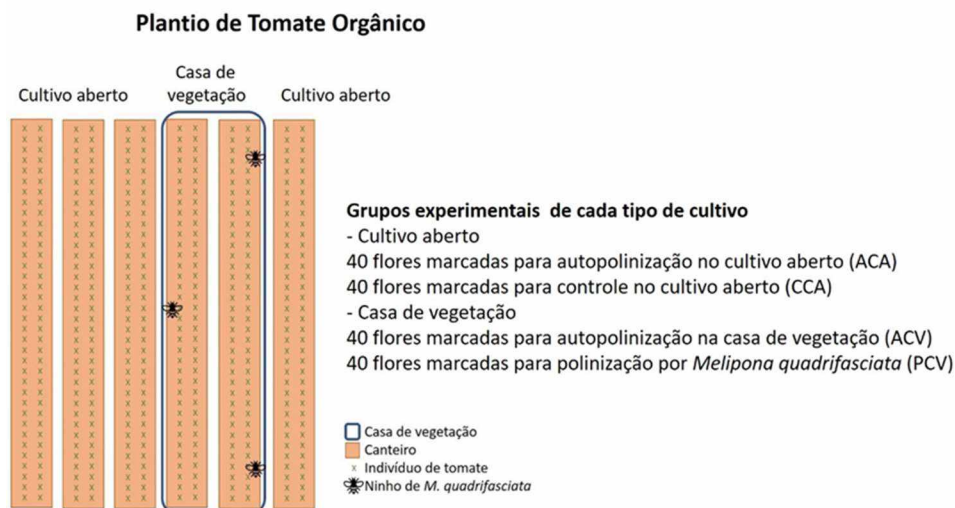 Plantio de Tomate Orgânico
Casa de
vegetação
Cultivo aberto
Cultivo aberto
Grupos experimentais de cada tipo de cultivo
- Cultivo aberto
40 flores marcadas para autopolinização no cultivo aberto (ACA)
40 flores marcadas para controle no cultivo aberto (CCA)
- Casa de vegetação
40 flores marcadas para autopolinização na casa de vegetação (ACV)
40 flores marcadas para polinização por Melipona quadrifasciata (PCV)
Casa de vegetação
Canteiro
x Indivíduo de tomate
Ninho de M. quadrifasciata